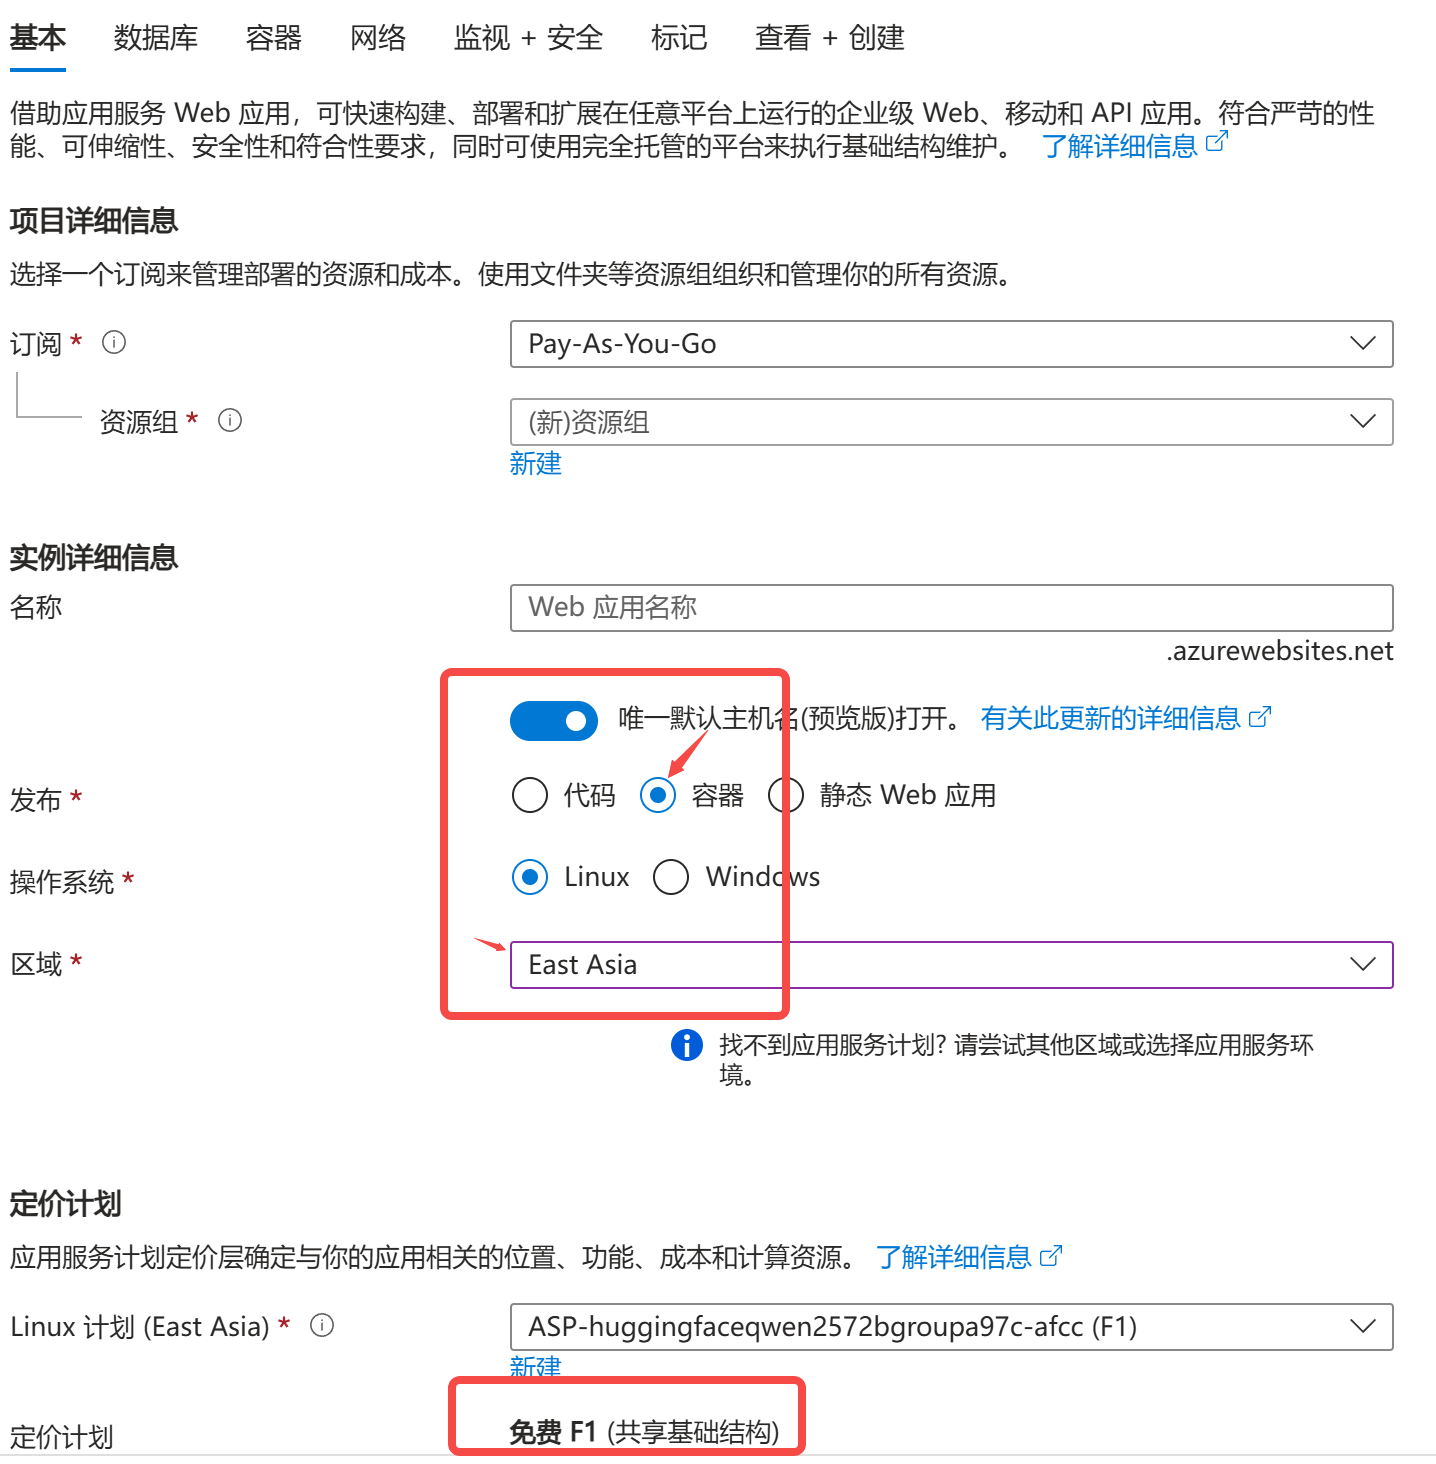 基本 数据库 容器 网络 监视 + 安全 标记 查看 + 创建
借助应用服务 Web 应用，可快速构建、部署和扩展在任意平台上运行的企业级 Web、移动和 API 应用。符合严苛的性
能、可伸缩性、安全性和符合性要求，同时可使用完全托管的平台来执行基础结构维护。 了解详细信息
项目详细信息
选择一个订阅来管理部署的资源和成本。使用文件夹等资源组组织和管理你的所有资源。
订阅 * Pay-As-You-Go
资源组 * (新)资源组
新建
实例详细信息
名称 Web 应用名称
.azurewebsites.net
唯一默认主机名(预览版)打开。 有关此更新的详细信息
发布 * 代码 容器 静态 Web 应用
操作系统 * Linux Windows
区域 * East Asia
找不到应用服务计划? 请尝试其他区域或选择应用服务环
境。
定价计划
应用服务计划定价层确定与你的应用相关的位置、功能、成本和计算资源。 了解详细信息
Linux 计划 (East Asia) * ASP-huggingfaceqwen2572bgroupa97c-afcc (F1)
新建
定价计划 免费 F1 (共享基础结构)